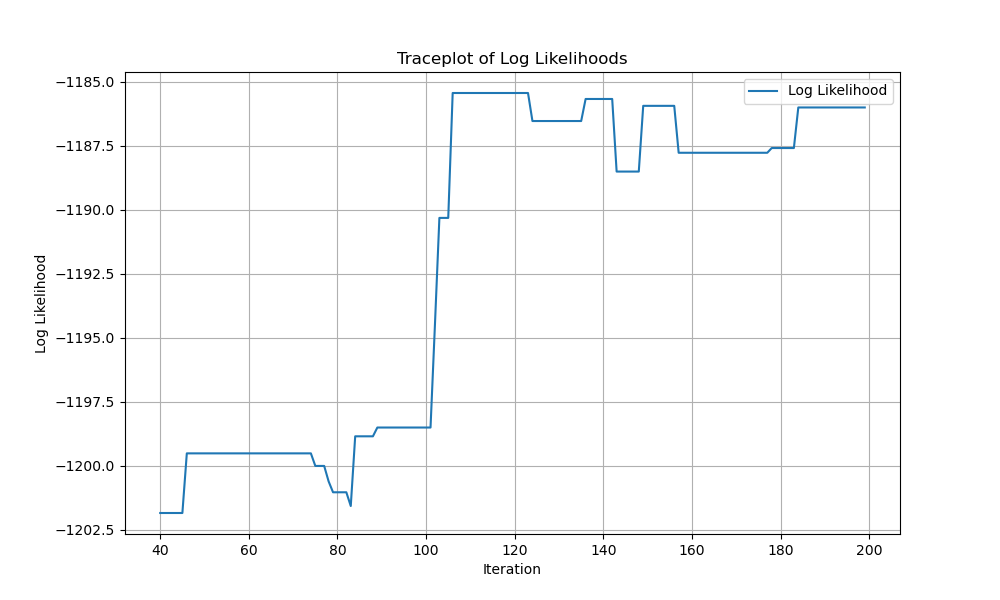 Traceplot of Log Likelihoods
Log Likelihood
−1185.0
−1187.5
−1190.0
−1192.5
−1195.0
−1197.5
−1200.0
−1202.5
Log Likelihood
40 60 80 100 120 140 160 180 200
Iteration